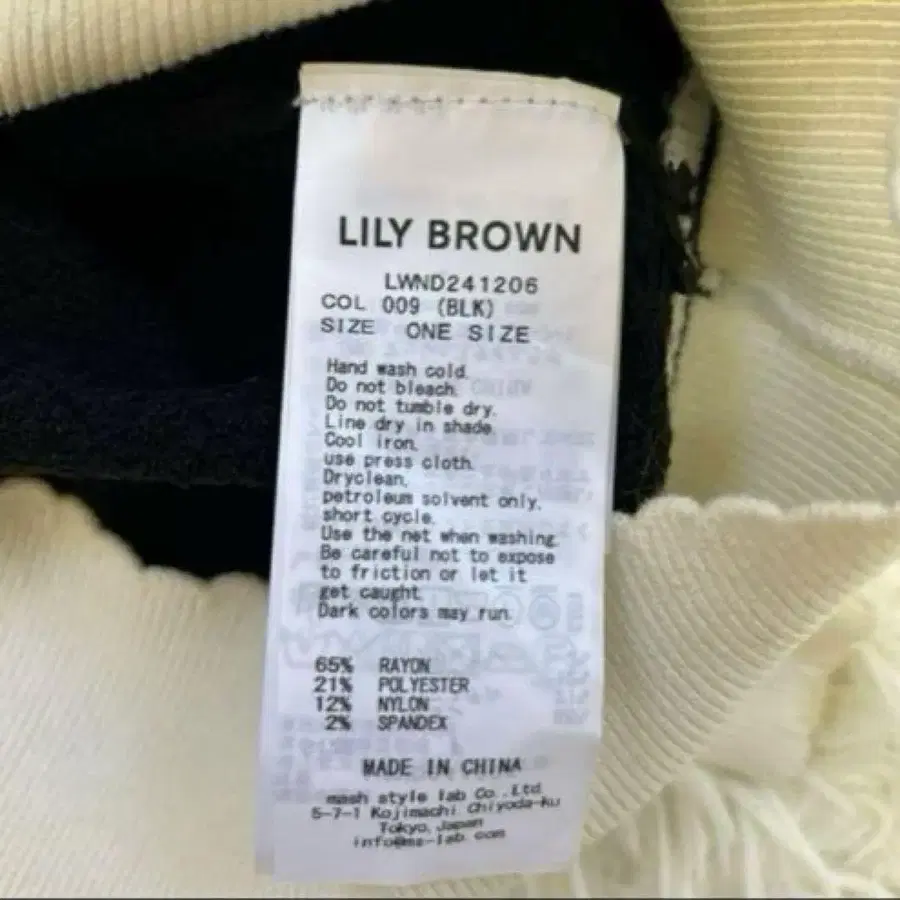 LILY BROWN
LWND241206
COL 009 (BLK)
SIZE ONE SIZE
Hand wash cold.
Do not bleach.
Do not tumble dry.
Line dry in shade.
Cool iron.
use press cloth.
Dryclean,
petroleum solvent only,
short cycle.
Use the net when washing.
Be careful not to expose
to friction or let it
get caught.
Dark colors may run.
65% RAYON
21% POLYESTER
12% NYLON
2% SPANDEX
MADE IN CHINA
mash style lab Co., Ltd.
5-7-1 Kojimachi Chiyoda-ku
Tokyo, Japan
info@ms-lab.com